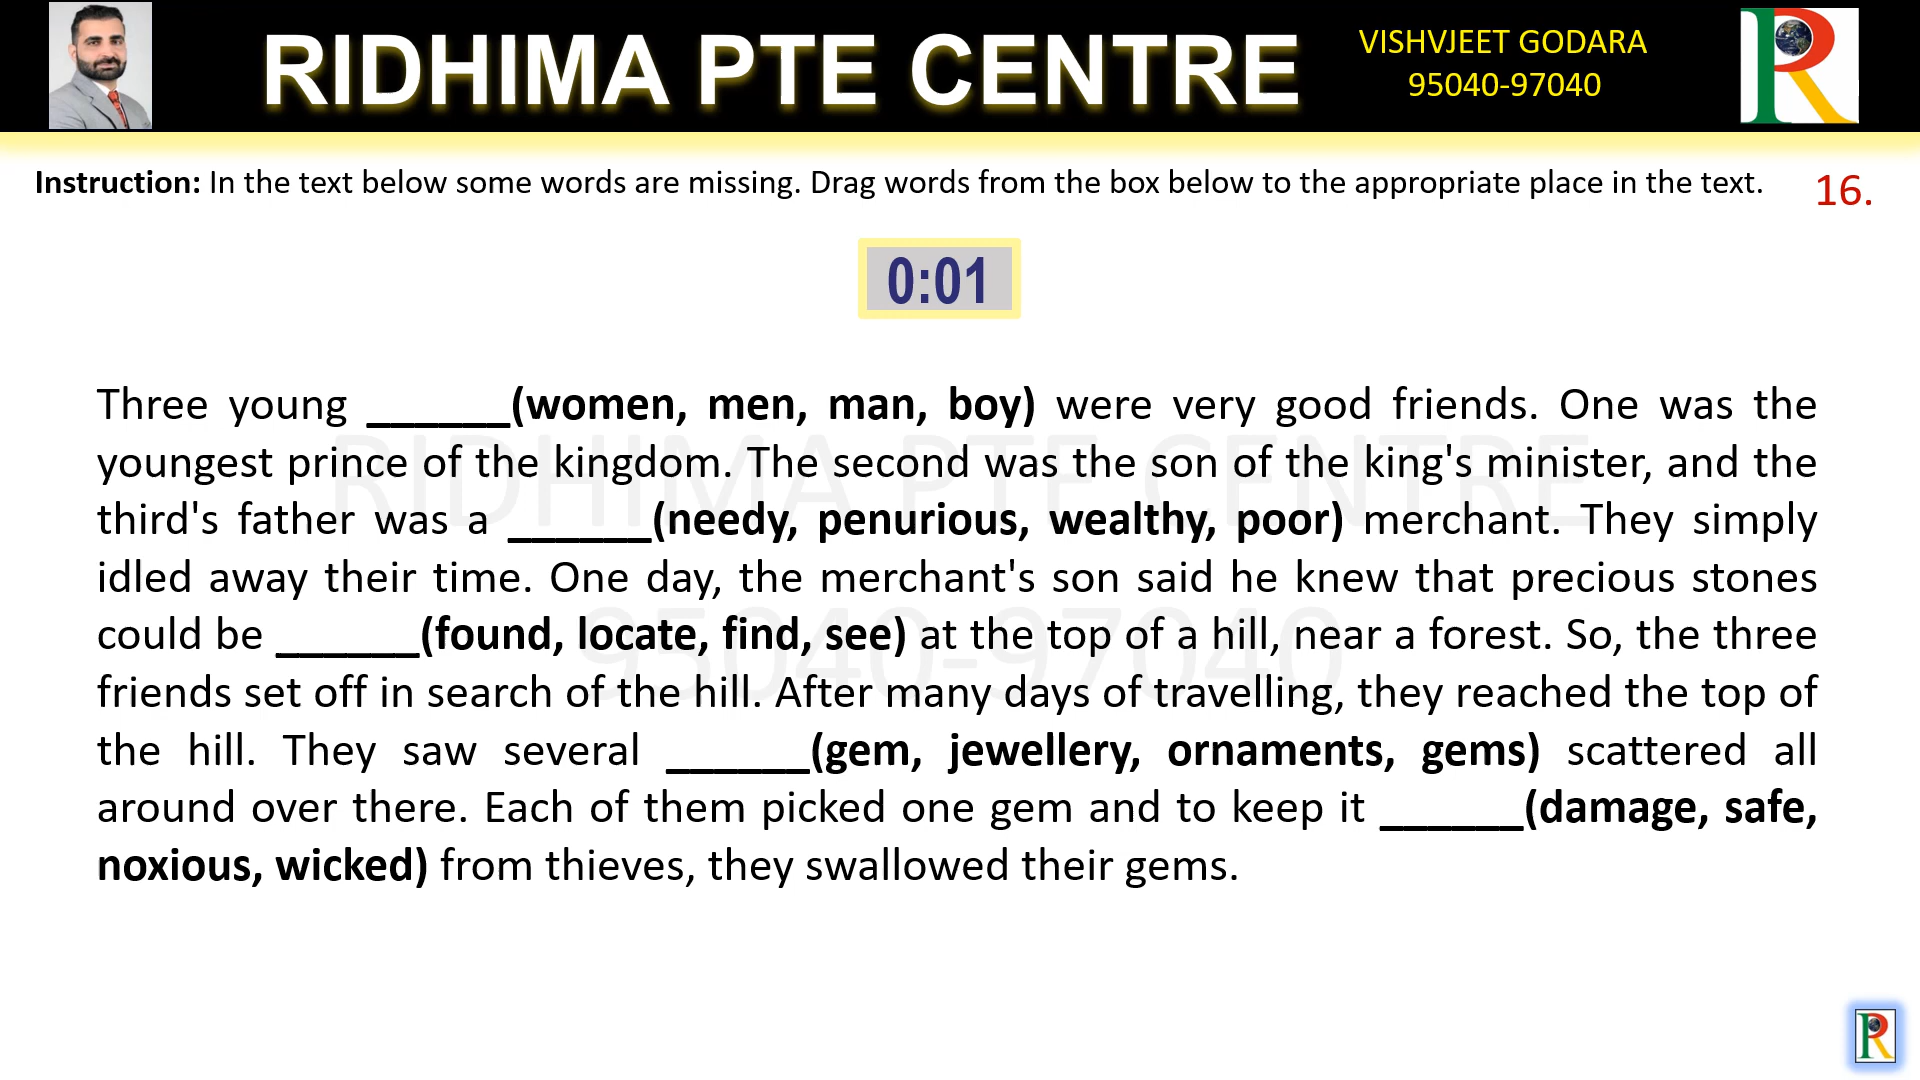 RIDHIMA PTE CENTRE
VISHVJEET GODARA
95040-97040
Instruction: In the text below some words are missing. Drag words from the box below to the appropriate place in the text.
16.
0:01
Three young ______(women, men, man, boy) were very good friends. One was the
youngest prince of the kingdom. The second was the son of the king's minister, and the
third's father was a ______(needy, penurious, wealthy, poor) merchant. They simply
idled away their time. One day, the merchant's son said he knew that precious stones
could be ______(found, locate, find, see) at the top of a hill, near a forest. So, the three
friends set off in search of the hill. After many days of travelling, they reached the top of
the hill. They saw several ______(gem, jewellery, ornaments, gems) scattered all
around over there. Each of them picked one gem and to keep it ______(damage, safe,
noxious, wicked) from thieves, they swallowed their gems.
RIDHIMA PTE CENTRE
95040-97040